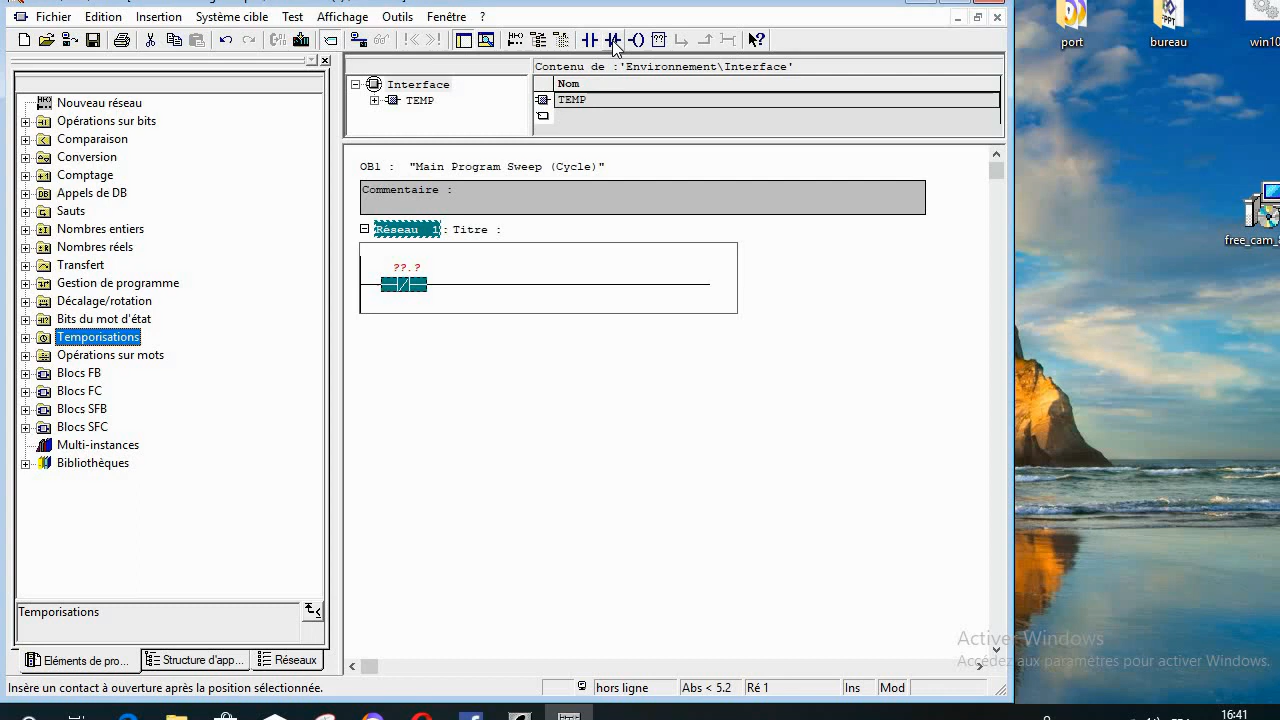 Fichier Edition Insertion Système cible Test Affichage Outils Fenêtre ?
Contenu de :'Environnement\Interface'
Interface
TEMP
Nom
TEMP
Nouveau réseau
Opérations sur bits
Comparaison
Conversion
Comptage
Appels de DB
Sauts
Nombres entiers
Nombres réels
Transfert
Gestion de programme
Décalage/rotation
Bits du mot d'état
Temporisations
Opérations sur mots
Blocs FB
Blocs FC
Blocs SFB
Blocs SFC
Multi-instances
Bibliothèques
OB1 : "Main Program Sweep (Cycle)"
Commentaire :
Réseau 1: Titre :
??.?
Temporisations
Eléments de pro... Structure d'app... Réseaux
Insère un contact à ouverture après la position sélectionnée.
hors ligne Abs < 5.2 Ré 1 Ins Mod
port
bureau
win10
free_cam_
Activer Windows
Accédez aux paramètres pour activer Windows.
16:41